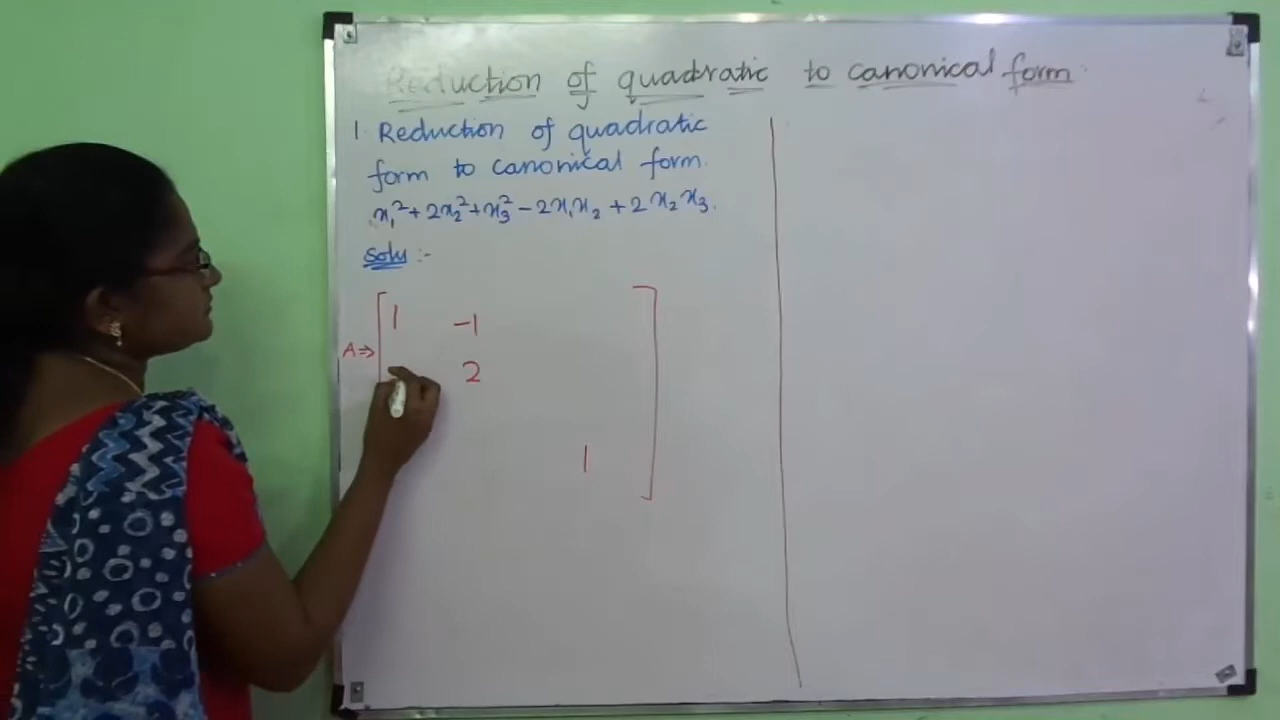 Reduction of quadratic to canonical form.
1. Reduction of quadratic
form to canonical form.
x₁²+2x₂²+x₃²-2x₁x₂+2x₂x₃.
Solu :-
A⇒ [1 -1
2
1]